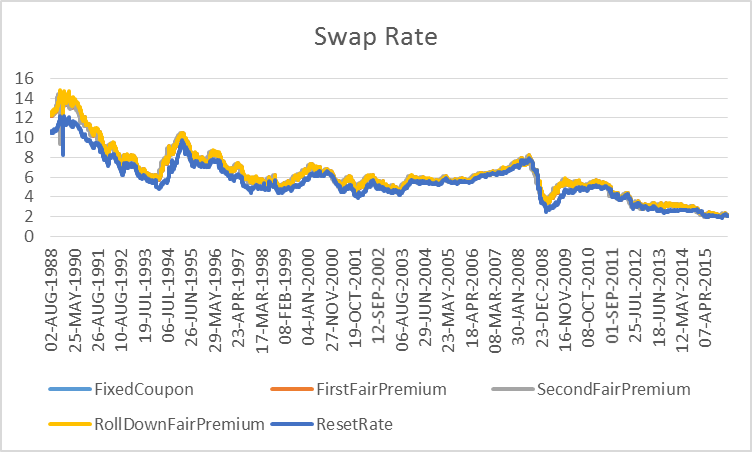 Swap Rate
16
14
12
10
8
6
4
2
0
02-AUG-1988
25-MAY-1990
26-AUG-1991
21-AUG-1992
19-JUL-1993
06-JUL-1994
26-JUN-1995
29-MAY-1996
23-APR-1997
17-MAR-1998
08-FEB-1999
04-JAN-2000
27-NOV-2000
19-OCT-2001
12-SEP-2002
06-AUG-2003
29-JUN-2004
23-MAY-2005
18-APR-2006
08-MAR-2007
30-JAN-2008
23-DEC-2008
16-NOV-2009
08-OCT-2010
01-SEP-2011
25-JUL-2012
18-JUN-2013
12-MAY-2014
07-APR-2015
FixedCoupon
FirstFairPremium
SecondFairPremium
RollDownFairPremium
ResetRate